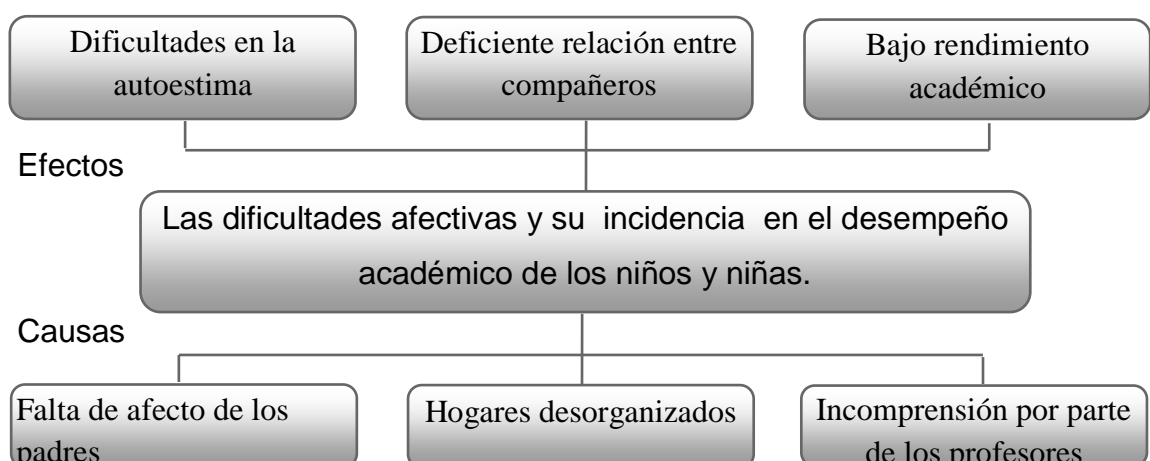 Dificultades en la
autoestima
Deficiente relación entre
compañeros
Bajo rendimiento
académico
Efectos
Las dificultades afectivas y su incidencia en el desempeño
académico de los niños y niñas.
Causas
Falta de afecto de los
padres
Hogares desorganizados
Incomprensión por parte
de los profesores